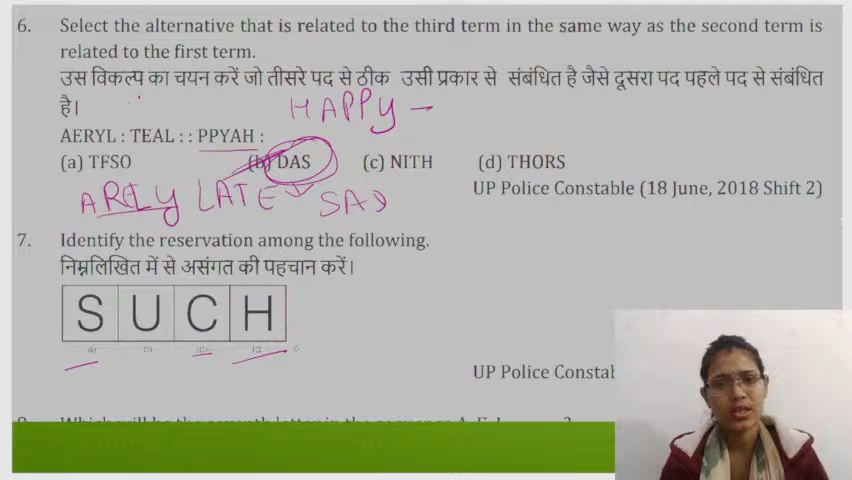 6. Select the alternative that is related to the third term in the same way as the second term is
related to the first term.
उस विकल्प का चयन करें जो तीसरे पद से ठीक उसी प्रकार से संबंधित है जैसे दूसरा पद पहले पद से संबंधित
है।
HAPPY
AERYL : TEAL : : PPYAH :
(a) TFSO (b) DAS (c) NITH (d) THORS
LATE SAD
UP Police Constable (18 June, 2018 Shift 2)
7. Identify the reservation among the following.
निम्नलिखित में से असंगत की पहचान करें।
S U C H
UP Police